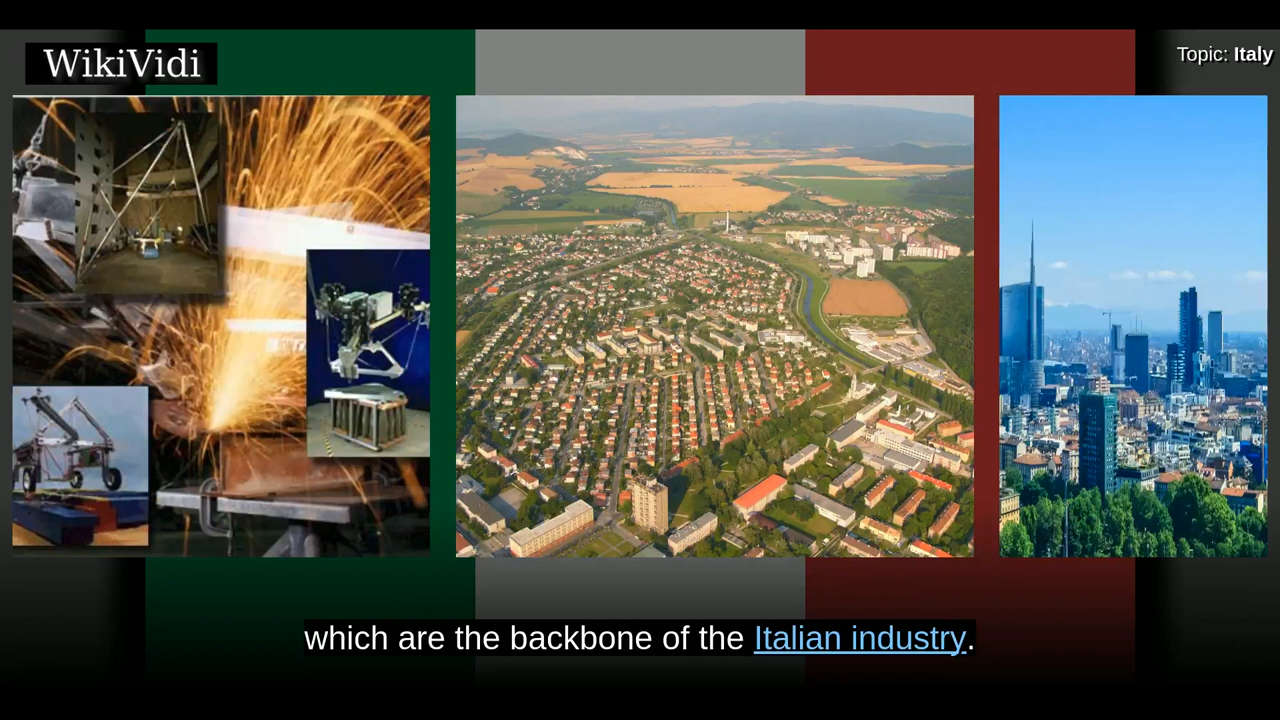 WikiVidi
Topic: Italy
which are the backbone of the Italian industry.